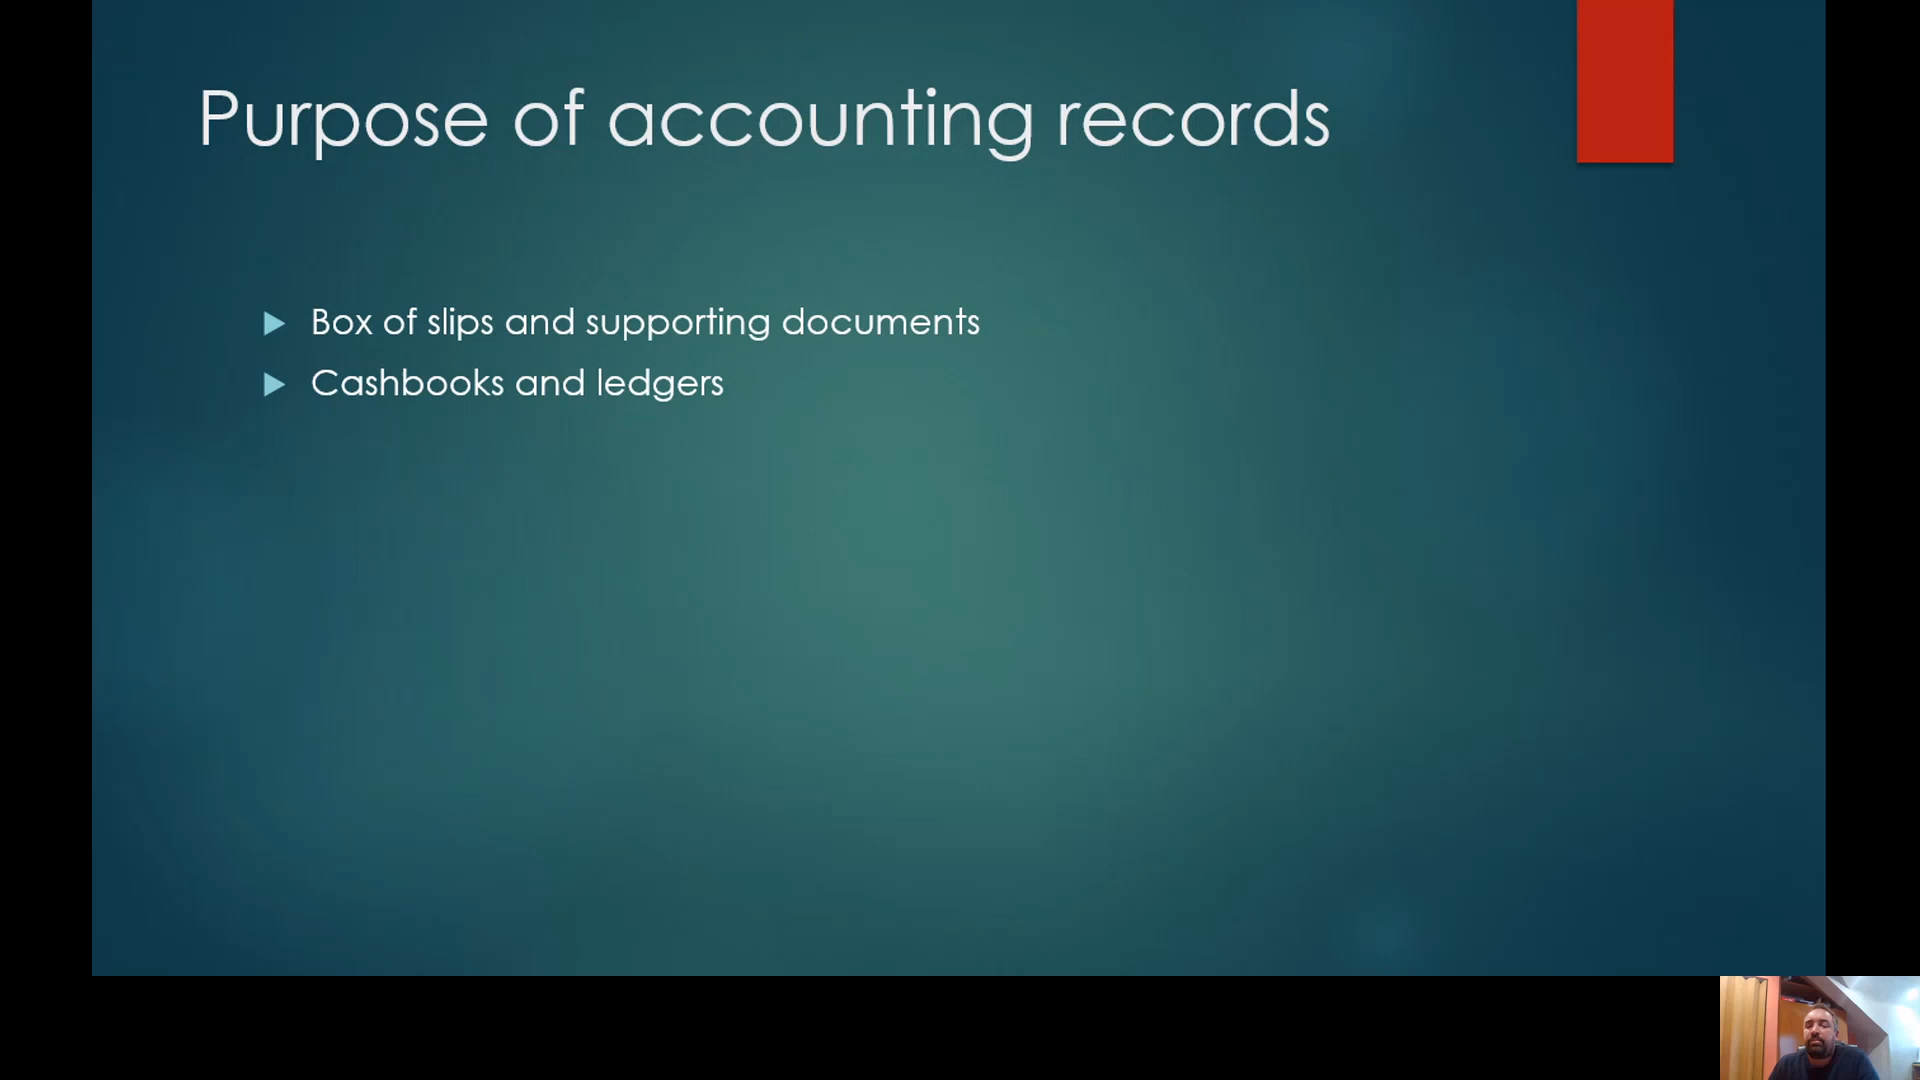 Purpose of accounting records
Box of slips and supporting documents
Cashbooks and ledgers